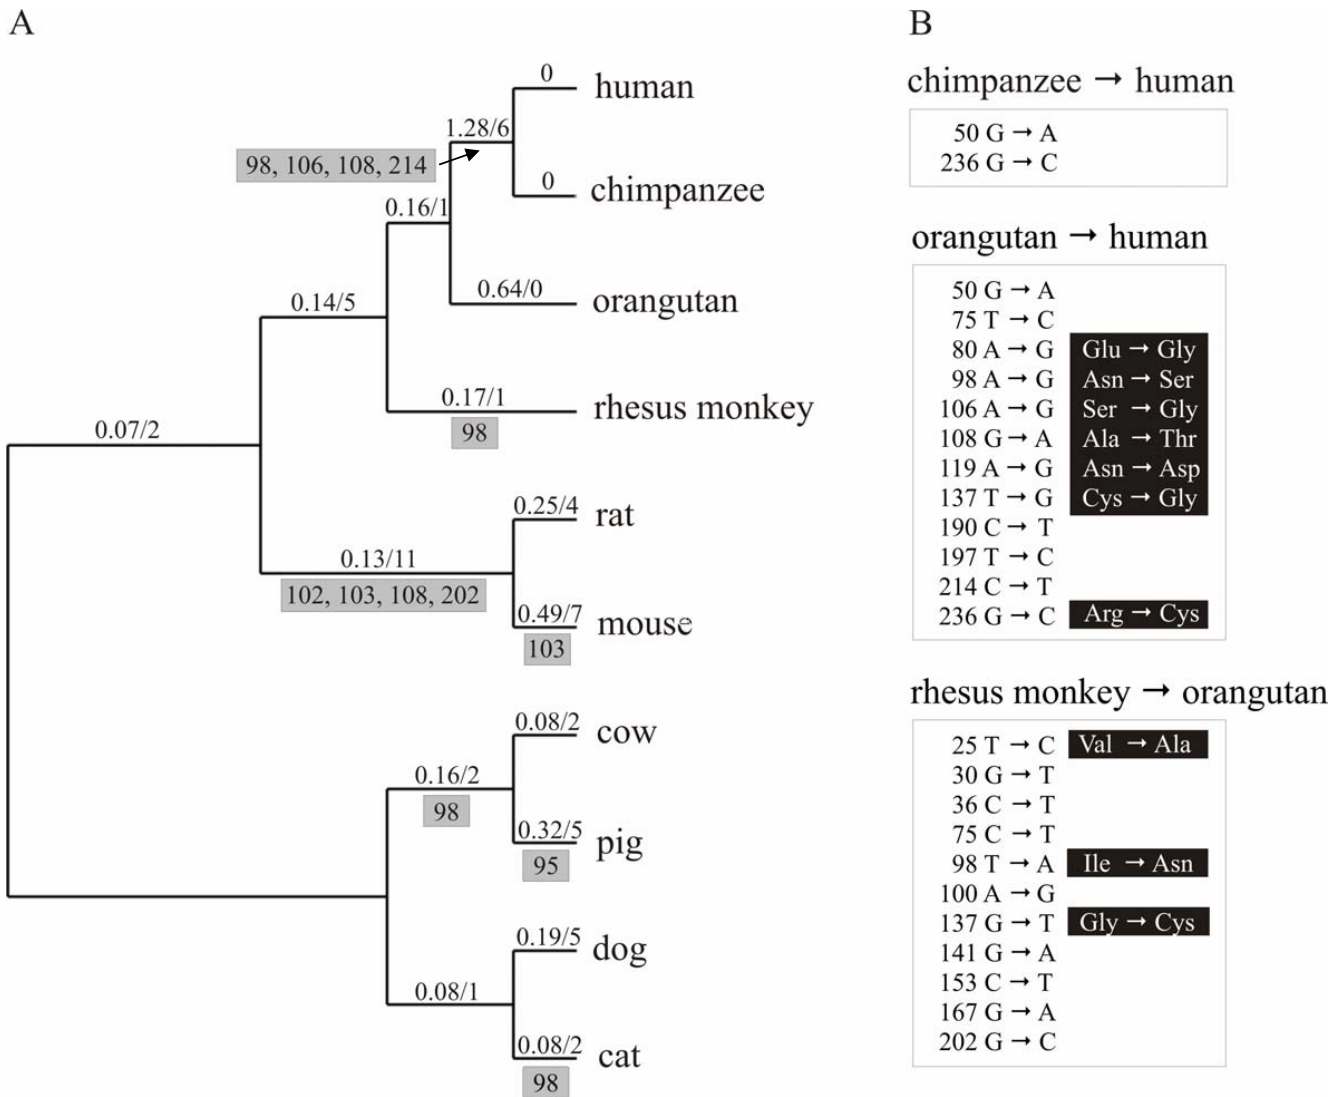 A
0
human
1.28/6
98, 106, 108, 214
0
chimpanzee
0.16/1
0.64/0
orangutan
0.14/5
0.17/1
rhesus monkey
98
0.07/2
0.25/4
rat
0.13/11
102, 103, 108, 202
0.49/7
mouse
103
0.08/2
cow
0.16/2
98
0.32/5
pig
95
0.19/5
dog
0.08/1
0.08/2
cat
98
B
chimpanzee → human
50 G → A
236 G → C
orangutan → human
50 G → A
75 T → C
80 A → G Glu → Gly
98 A → G Asn → Ser
106 A → G Ser → Gly
108 G → A Ala → Thr
119 A → G Asn → Asp
137 T → G Cys → Gly
190 C → T
197 T → C
214 C → T
236 G → C Arg → Cys
rhesus monkey → orangutan
25 T → C Val → Ala
30 G → T
36 C → T
75 C → T
98 T → A Ile → Asn
100 A → G
137 G → T Gly → Cys
141 G → A
153 C → T
167 G → A
202 G → C